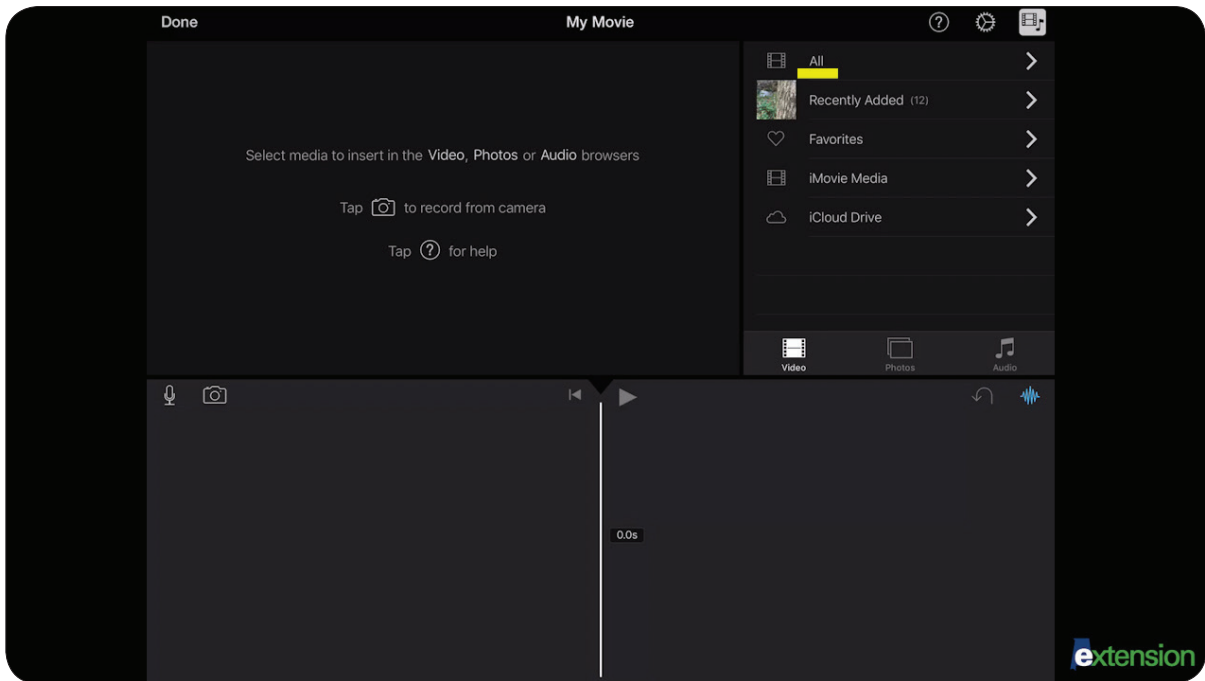 Done
My Movie
All
Recently Added (12)
Favorites
iMovie Media
iCloud Drive
Select media to insert in the Video, Photos or Audio browsers
Tap to record from camera
Tap ? for help
Video
Photos
Audio
0.0s
extension